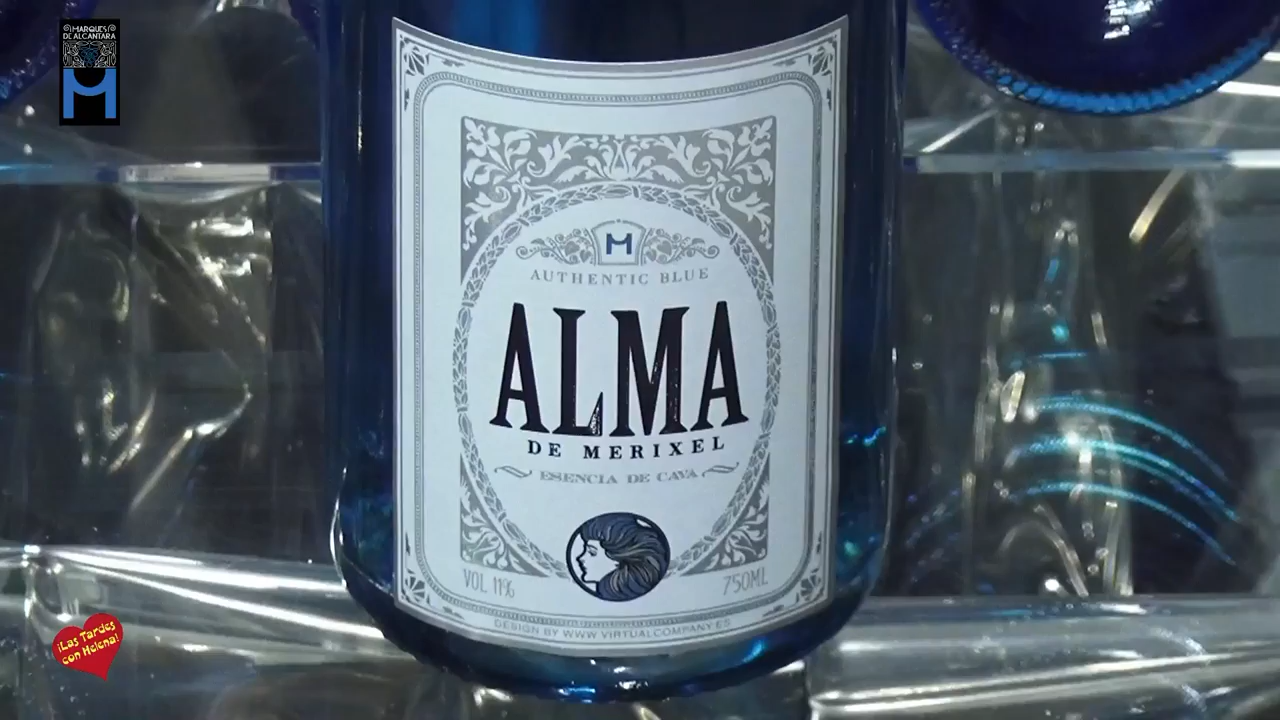 MARQUES
DE ALCANTARA
M
AUTHENTIC BLUE
ALMA
DE MERIXEL
ESENCIA DE CAVA
VOL 11%
750ML
DESIGN BY WWW.VIRTUALCOMPANY.ES
¡Las Tardes
con Helena!